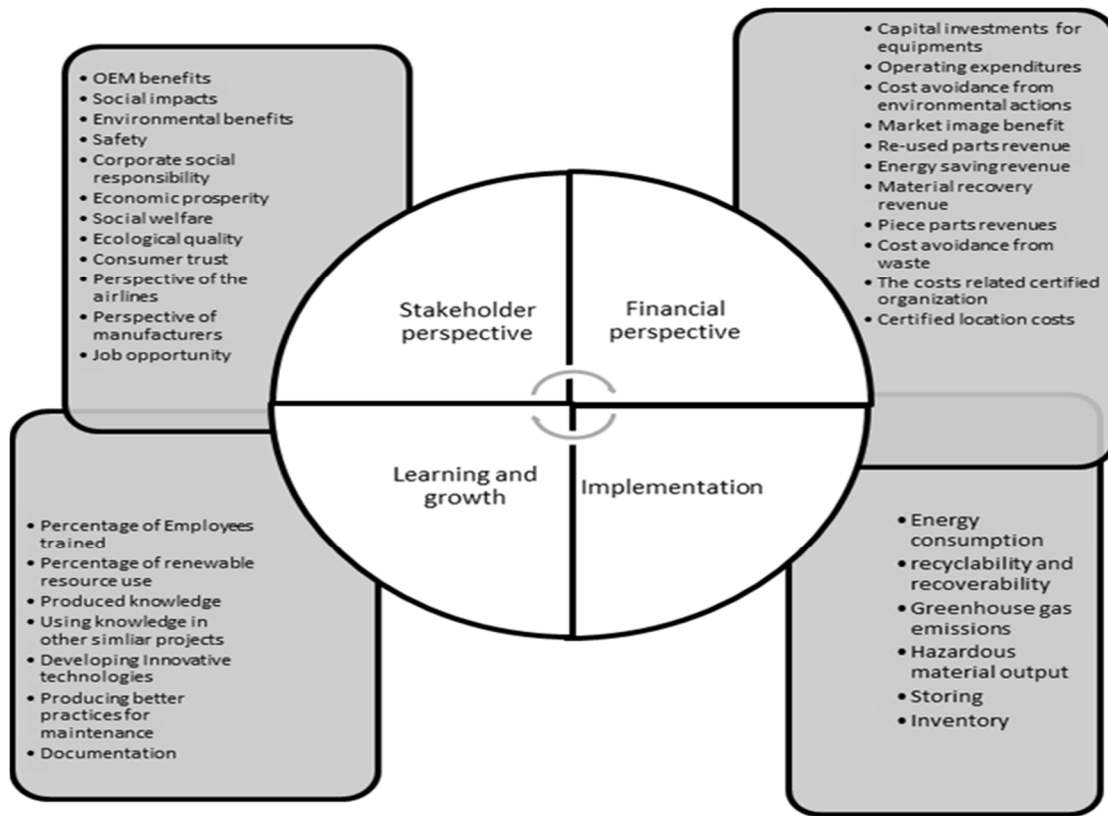 • OEM benefits
• Social impacts
• Environmental benefits
• Safety
• Corporate social
responsibility
• Economic prosperity
• Social welfare
• Ecological quality
• Consumer trust
• Perspective of the
airlines
• Perspective of
manufacturers
• Job opportunity
• Capital investments for
equipments
• Operating expenditures
• Cost avoidance from
environmental actions
• Market image benefit
• Re-used parts revenue
• Energy saving revenue
• Material recovery
revenue
• Piece parts revenues
• Cost avoidance from
waste
• The costs related certified
organization
• Certified location costs
Stakeholder
perspective
Financial
perspective
Learning and
growth
Implementation
• Percentage of Employees
trained
• Percentage of renewable
resource use
• Produced knowledge
• Using knowledge in
other simliar projects
• Developing Innovative
technologies
• Producing better
practices for
maintenance
• Documentation
• Energy
consumption
• recyclability and
recoverability
• Greenhouse gas
emissions
• Hazardous
material output
• Storing
• Inventory